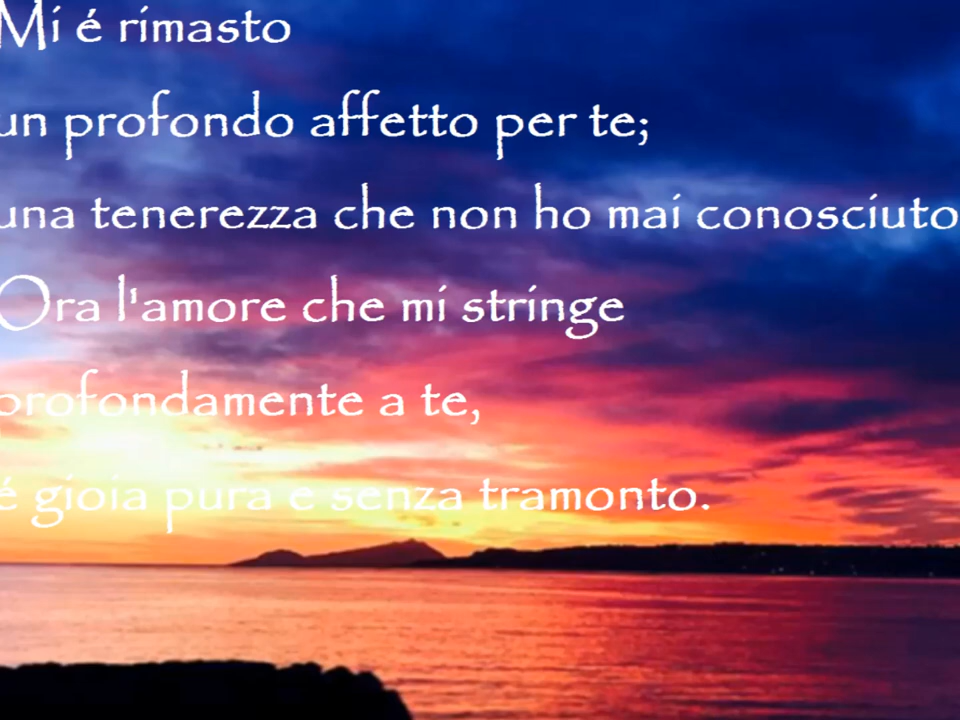 Mi é rimasto
un profondo affetto per te;
una tenerezza che non ho mai conosciuto
Ora l'amore che mi stringe
profondamente a te,
é gioia pura e senza tramonto.